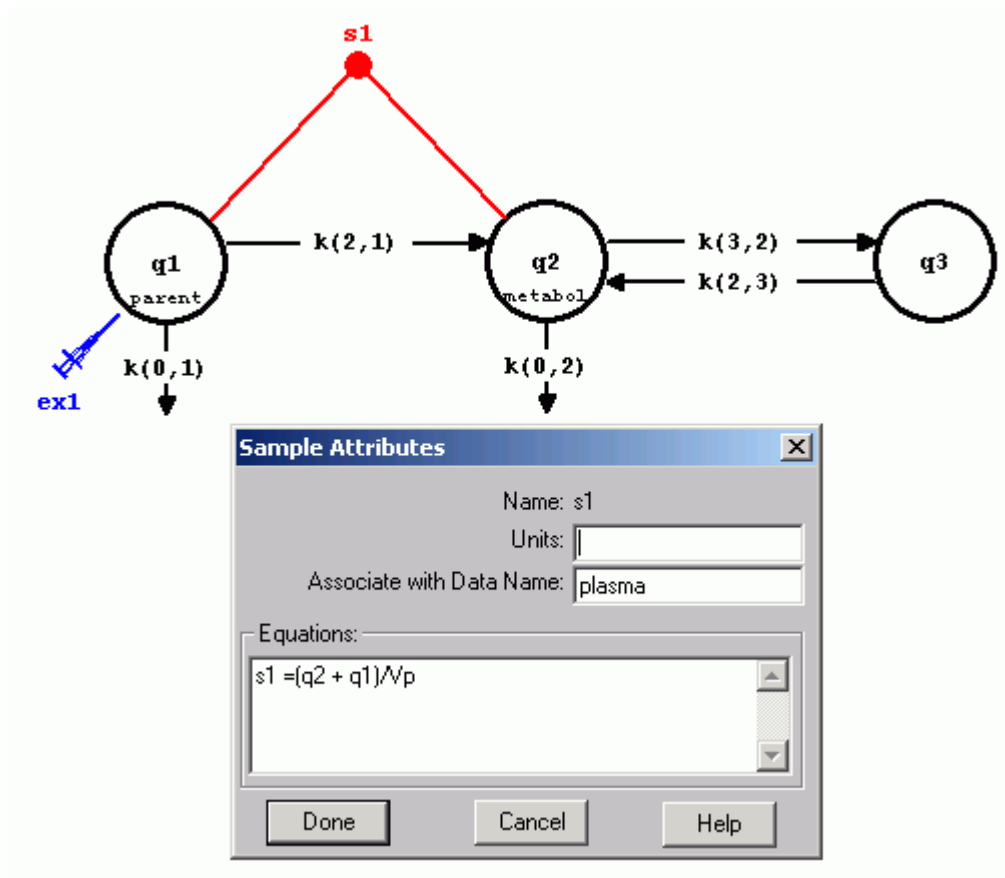 s1
k(2,1)
k(3,2)
q1
q2
q3
parent
metabol
k(2,3)
k(0,1)
k(0,2)
ex1
Sample Attributes
Name: s1
Units:
Associate with Data Name: plasma
Equations:
s1 =(q2 + q1)/Vp
Done Cancel Help